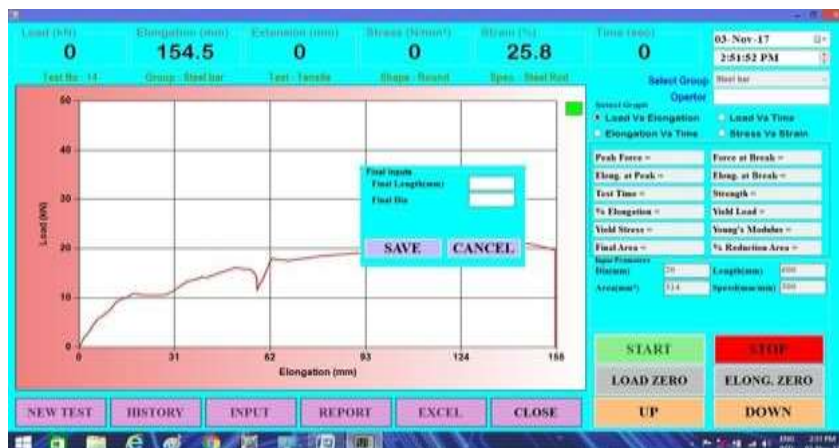 Load (kN)
Elongation (mm)
Extension (mm)
Stress (N/mm²)
Strain (%)
Time (sec)
0
154.5
0
0
25.8
0
03-Nov-17
2:51:52 PM
Test No : 14
Group : Steel bar
Test : Tensile
Shape : Round
Spec : Steel Rod
Select Group
Steel bar
Opertor
Select Graph
Load Vs Elongation
Load Vs Time
Elongation Vs Time
Stress Vs Strain
50
40
30
20
10
0
Load (kN)
0
31
62
93
124
156
Elongation (mm)
Final Inputs
Final Length(mm)
Final Dia
SAVE
CANCEL
Peak Force =
Force at Break =
Elong. at Peak =
Elong. at Break =
Test Time =
Strength =
% Elongation =
Yield Load =
Yield Stress =
Young's Modulus =
Final Area =
% Reduction Area =
Dia(mm)
20
Length(mm)
600
Area(mm²)
314
Speed(mm/min)
500
START
STOP
LOAD ZERO
ELONG. ZERO
UP
DOWN
NEW TEST
HISTORY
INPUT
REPORT
EXCEL
CLOSE